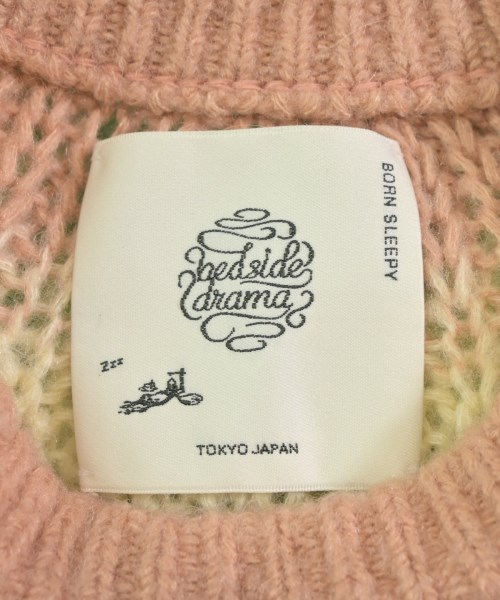 BORN SLEEPY
bedside
drama
zzz
TOKYO JAPAN